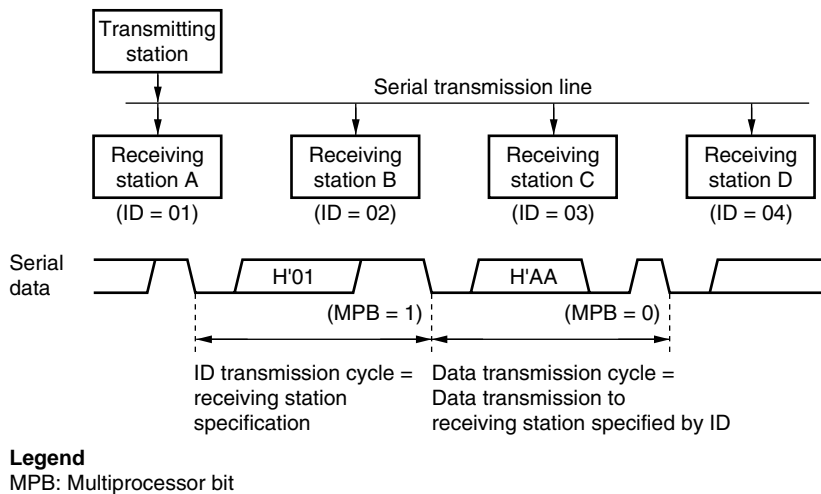 Transmitting
station
Serial transmission line
Receiving
station A
Receiving
station B
Receiving
station C
Receiving
station D
(ID = 01)
(ID = 02)
(ID = 03)
(ID = 04)
Serial
data
H'01
H'AA
(MPB = 1)
(MPB = 0)
ID transmission cycle =
receiving station
specification
Data transmission cycle =
Data transmission to
receiving station specified by ID
Legend
MPB: Multiprocessor bit